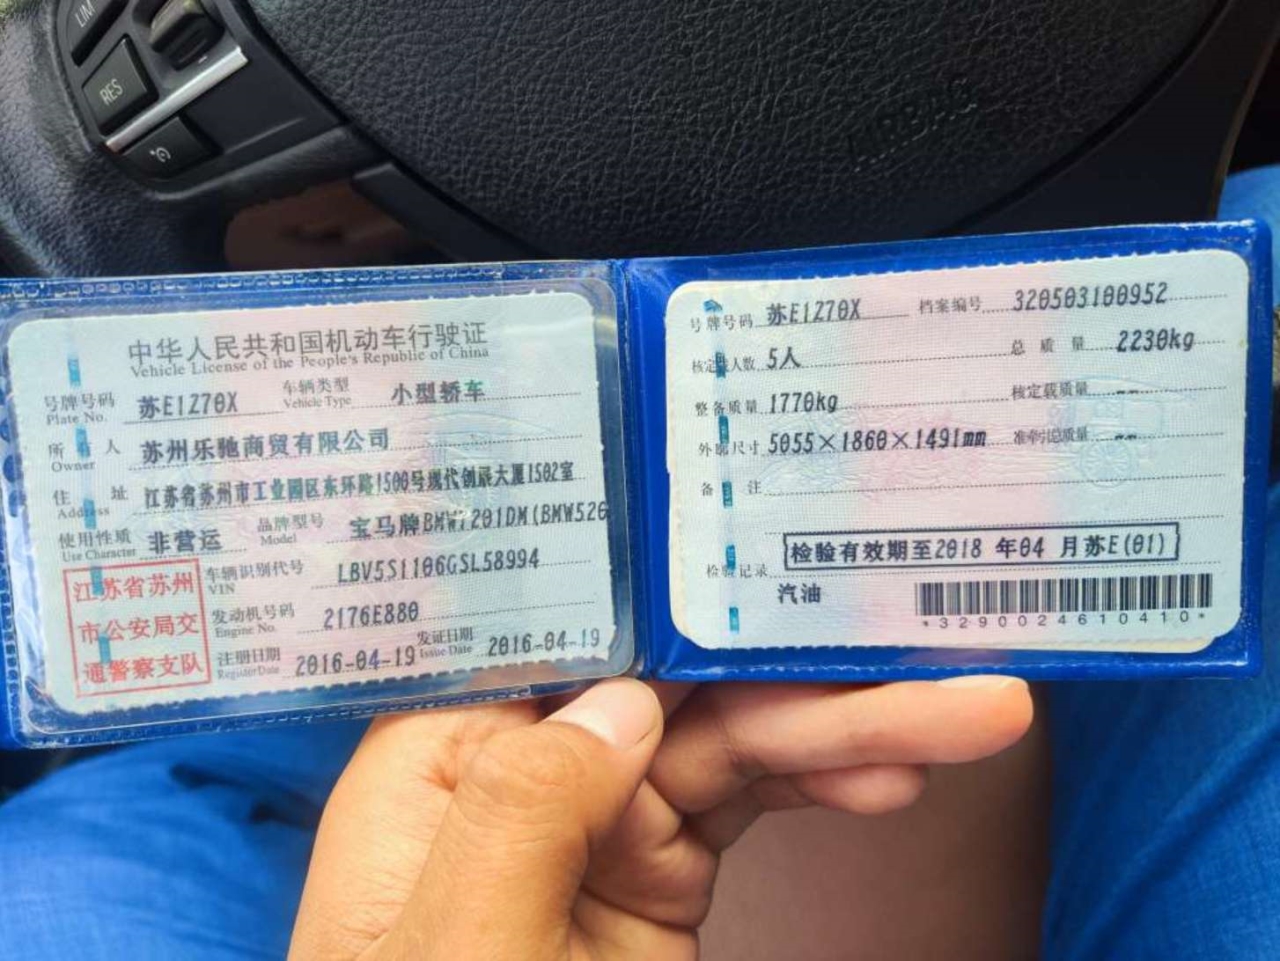 LIM
RES
AIRBAG
中华人民共和国机动车行驶证
Vehicle License of the People's Republic of China
号牌号码 苏E1Z70X 车辆类型 小型轿车
Plate No. Vehicle Type
所有人 苏州乐驰商贸有限公司
Owner
住址 江苏省苏州市工业园区东环路1500号现代创展大厦1502室
Address
使用性质 非营运 品牌型号 宝马牌BMW7201DM(BMW520
Use Character Model
江苏省苏州
市公安局交
通警察支队
车辆识别代号 LBV5S1106GSL58994
VIN
发动机号码 2176E880
Engine No.
注册日期 2016-04-19 发证日期 2016-04-19
Register Date Issue Date
号牌号码 苏E1Z70X 档案编号 320503100952
核定载人数 5人 总质量 2230kg
整备质量 1770kg 核定载质量 --
外廓尺寸 5055×1860×1491mm 准牵引总质量 --
备注
检验有效期至2018 年04 月苏E(01)
检验记录
汽油
*3290024610410*